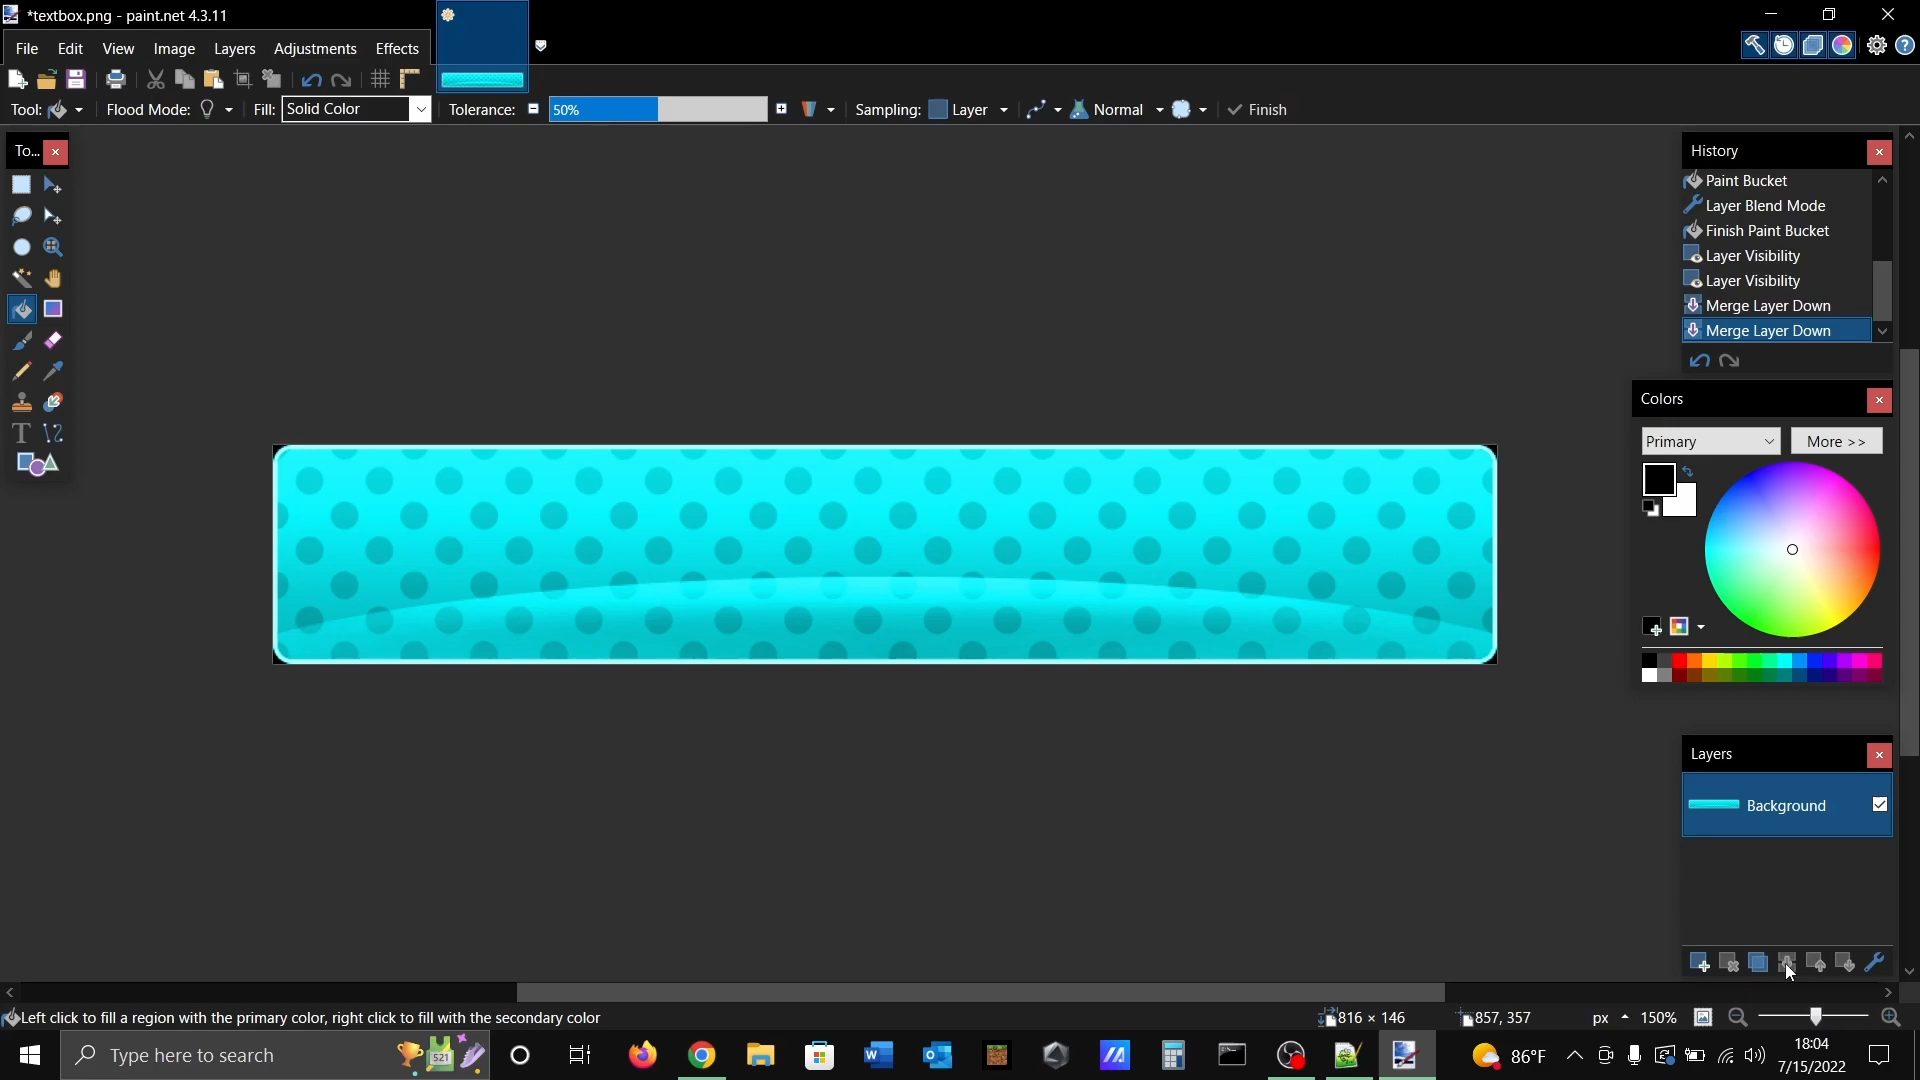 *textbox.png - paint.net 4.3.11
File Edit View Image Layers Adjustments Effects
Tool: Flood Mode: Fill: Solid Color Tolerance: 50% Sampling: Layer Normal Finish
To...
History
Paint Bucket
Layer Blend Mode
Finish Paint Bucket
Layer Visibility
Layer Visibility
Merge Layer Down
Merge Layer Down
Colors
Primary More >>
Layers
Background
Left click to fill a region with the primary color, right click to fill with the secondary color 816 × 146 857, 357 px 150%
Type here to search 521 86°F 18:04
7/15/2022